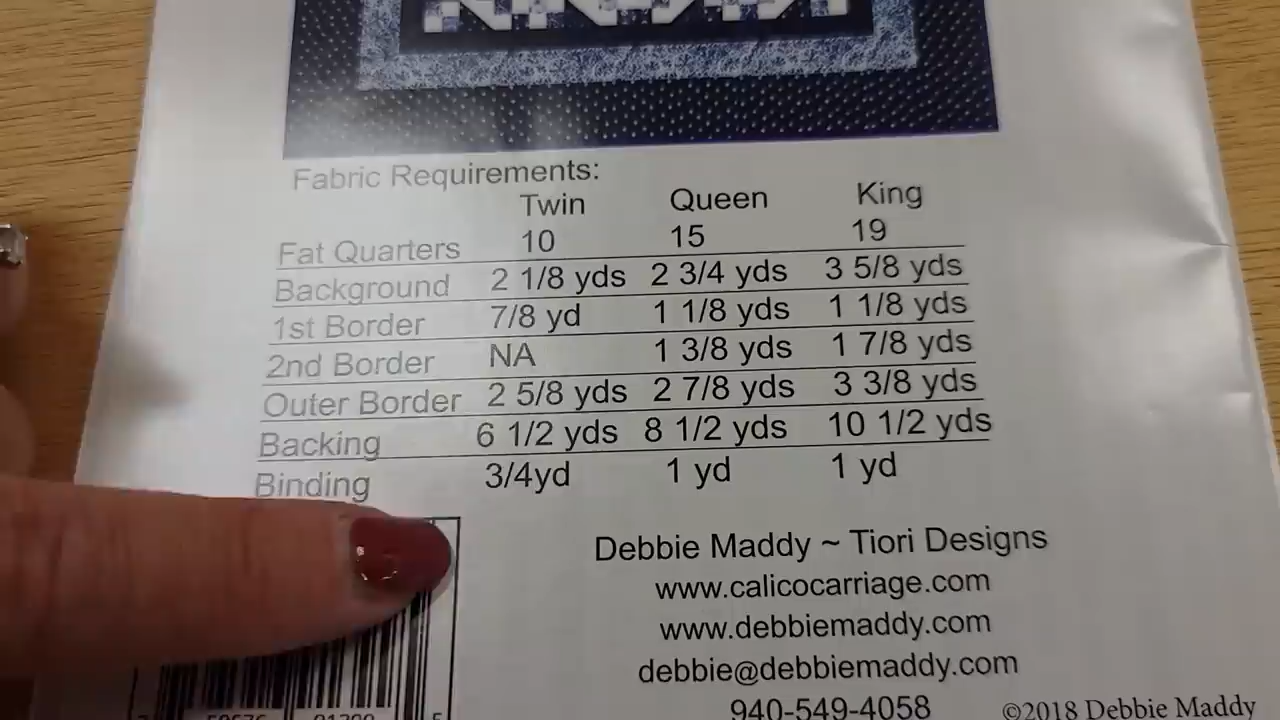 Fabric Requirements:
Twin Queen King
Fat Quarters 10 15 19
Background 2 1/8 yds 2 3/4 yds 3 5/8 yds
1st Border 7/8 yd 1 1/8 yds 1 1/8 yds
2nd Border NA 1 3/8 yds 1 7/8 yds
Outer Border 2 5/8 yds 2 7/8 yds 3 3/8 yds
Backing 6 1/2 yds 8 1/2 yds 10 1/2 yds
Binding 3/4yd 1 yd 1 yd
Debbie Maddy ~ Tiori Designs
www.calicocarriage.com
www.debbiemaddy.com
debbie@debbiemaddy.com
940-549-4058
©2018 Debbie Maddy